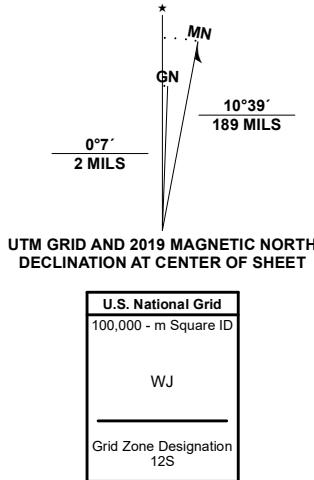 ★
MN
GN
10°39´
189 MILS
0°7´
2 MILS
UTM GRID AND 2019 MAGNETIC NORTH
DECLINATION AT CENTER OF SHEET
U.S. National Grid
100,000 - m Square ID
WJ
Grid Zone Designation
12S